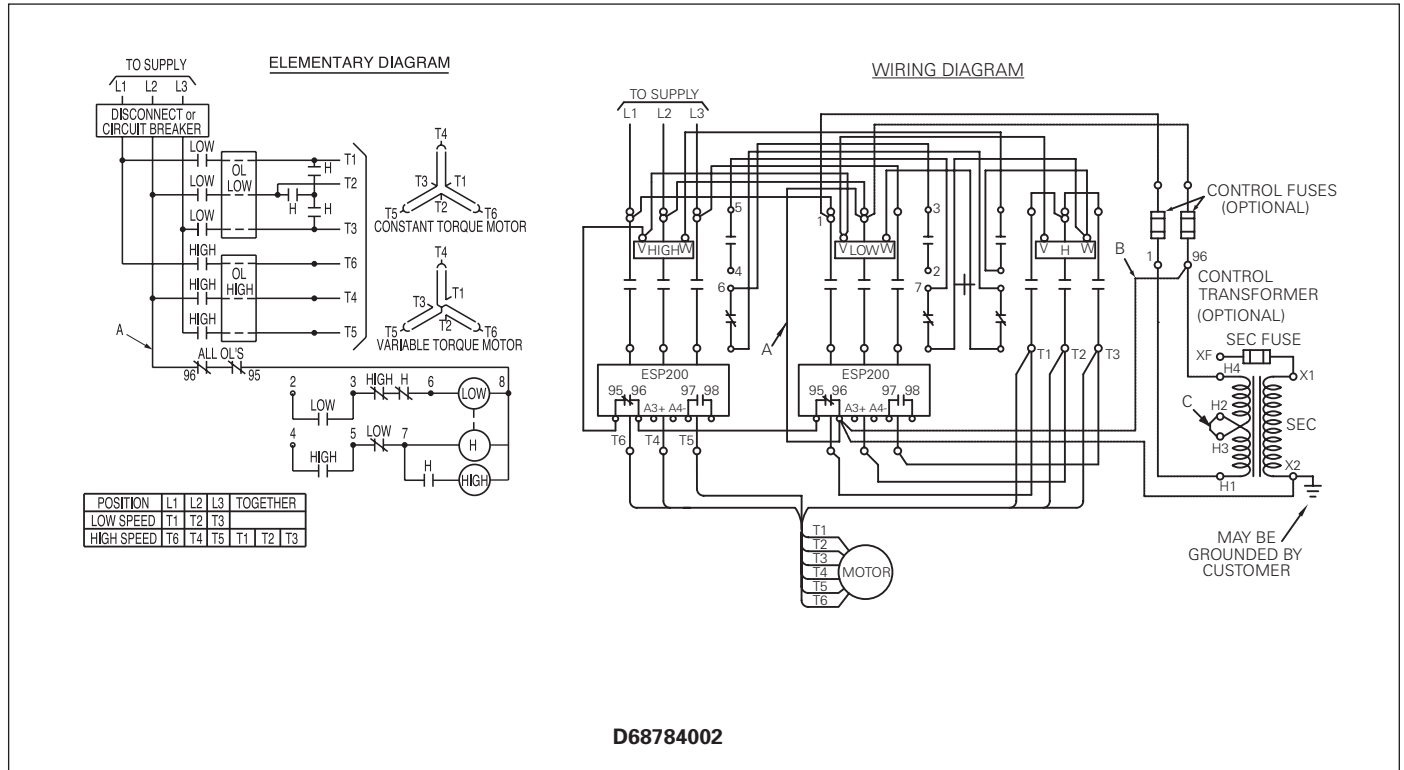 ELEMENTARY DIAGRAM
TO SUPPLY
L1 L2 L3
DISCONNECT or
CIRCUIT BREAKER
LOW
LOW
LOW
OL
LOW
H
H
H
T1
T2
T3
HIGH
HIGH
HIGH
OL
HIGH
T6
T4
T5
A
ALL OL'S
96 95
2 3 HIGH H 6 LOW 8
LOW
4 5 LOW 7 H
HIGH
H HIGH
T4
T3 T1
T2
T5 T6
CONSTANT TORQUE MOTOR
T4
T3 T1
T2
T5 T6
VARIABLE TORQUE MOTOR
POSITION L1 L2 L3 TOGETHER
LOW SPEED T1 T2 T3
HIGH SPEED T6 T4 T5 T1 T2 T3
WIRING DIAGRAM
TO SUPPLY
L1 L2 L3
V HIGH W
5
4
6
1
V LOW W
3
2
7
V H W
A
T1 T2 T3
ESP200
95 96 97 98
A3+ A4-
T6 T4 T5
ESP200
95 96 97 98
A3+ A4-
T1
T2
T3
T4
T5
T6
MOTOR
CONTROL FUSES
(OPTIONAL)
B
1 96
CONTROL
TRANSFORMER
(OPTIONAL)
SEC FUSE
XF
H4 X1
C
H2
H3
SEC
H1 X2
MAY BE
GROUNDED BY
CUSTOMER
D68784002